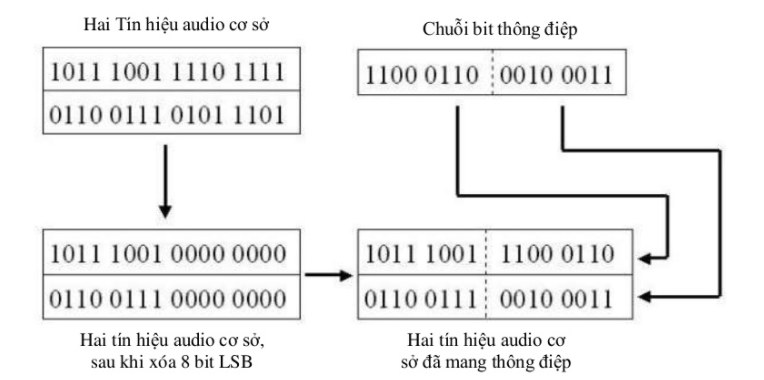 Hai Tín hiệu audio cơ sở
1011 1001 1110 1111
0110 0111 0101 1101
Chuỗi bit thông điệp
1100 0110 0010 0011
1011 1001 0000 0000
0110 0111 0000 0000
Hai tín hiệu audio cơ sở,
sau khi xóa 8 bit LSB
1011 1001 1100 0110
0110 0111 0010 0011
Hai tín hiệu audio cơ
sở đã mang thông điệp